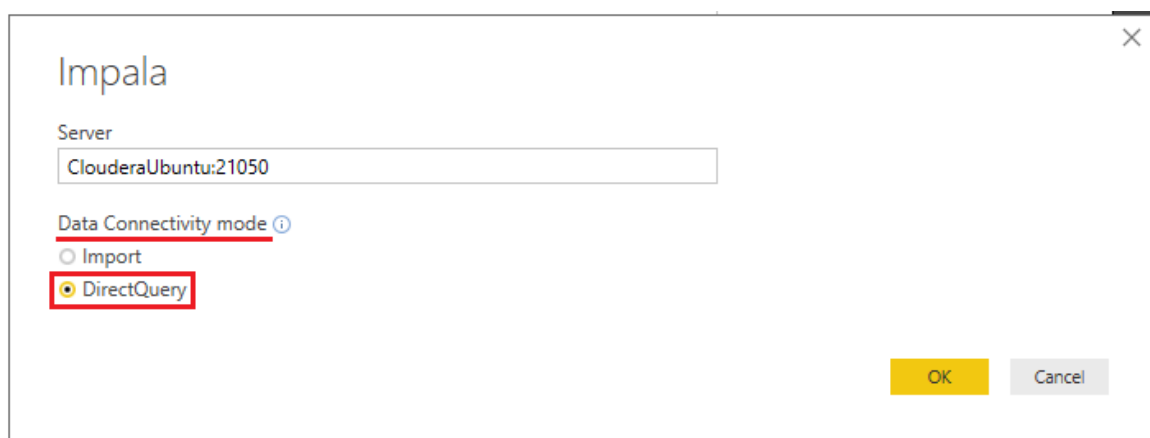 Impala
Server
ClouderaUbuntu:21050
Data Connectivity mode
Import
DirectQuery
OK Cancel